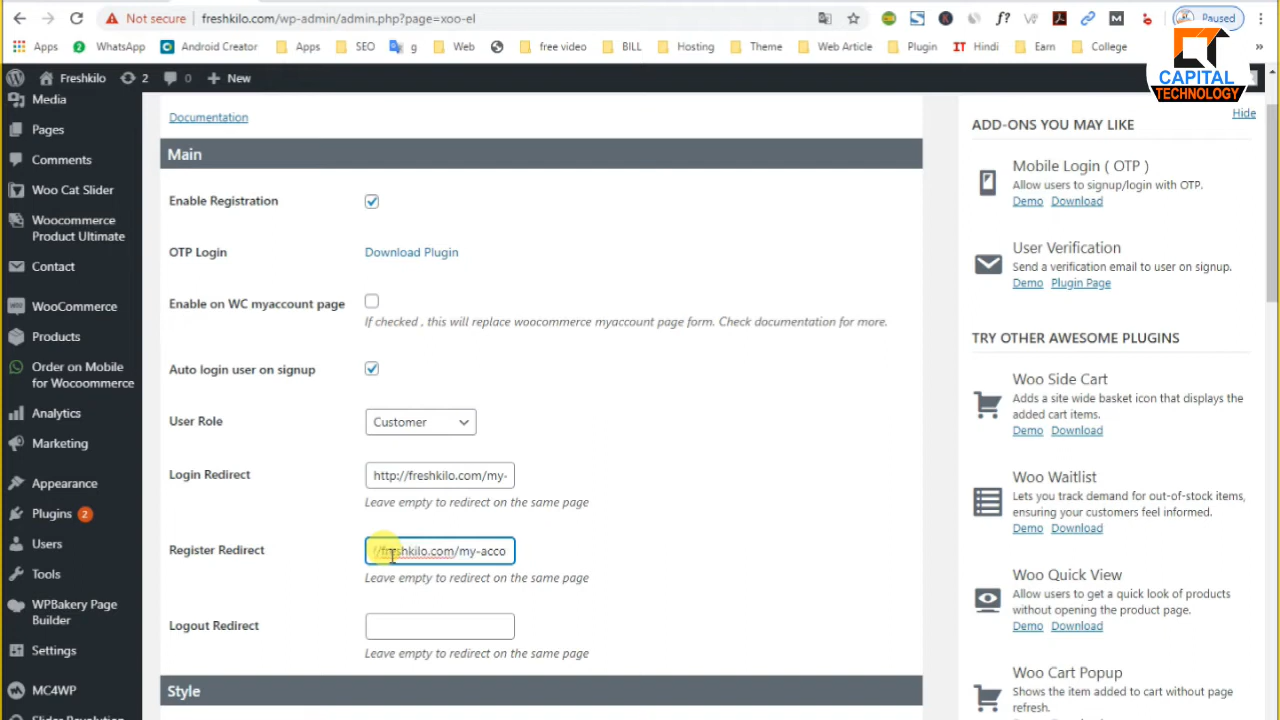 Not secure
freshkilo.com/wp-admin/admin.php?page=xoo-el
Paused
Apps
WhatsApp
Android Creator
Apps
SEO
g
Web
free video
BILL
Hosting
Theme
Web Article
Plugin
IT Hindi
Earn
College
»
CAPITAL
TECHNOLOGY
Freshkilo
2
0
+ New
Media
Pages
Comments
Woo Cat Slider
Woocommerce
Product Ultimate
Contact
WooCommerce
Products
Order on Mobile
for Wocoommerce
Analytics
Marketing
Appearance
Plugins 2
Users
Tools
WPBakery Page
Builder
Settings
MC4WP
Documentation
Main
Enable Registration
OTP Login
Download Plugin
Enable on WC myaccount page
If checked , this will replace woocommerce myaccount page form. Check documentation for more.
Auto login user on signup
User Role
Customer
Login Redirect
http://freshkilo.com/my-
Leave empty to redirect on the same page
Register Redirect
//freshkilo.com/my-acco
Leave empty to redirect on the same page
Logout Redirect
Leave empty to redirect on the same page
Style
Hide
ADD-ONS YOU MAY LIKE
Mobile Login ( OTP )
Allow users to signup/login with OTP.
Demo Download
User Verification
Send a verification email to user on signup.
Demo Plugin Page
TRY OTHER AWESOME PLUGINS
Woo Side Cart
Adds a site wide basket icon that displays the
added cart items.
Demo Download
Woo Waitlist
Lets you track demand for out-of-stock items,
ensuring your customers feel informed.
Demo Download
Woo Quick View
Allow users to get a quick look of products
without opening the product page.
Demo Download
Woo Cart Popup
Shows the item added to cart without page
refresh.